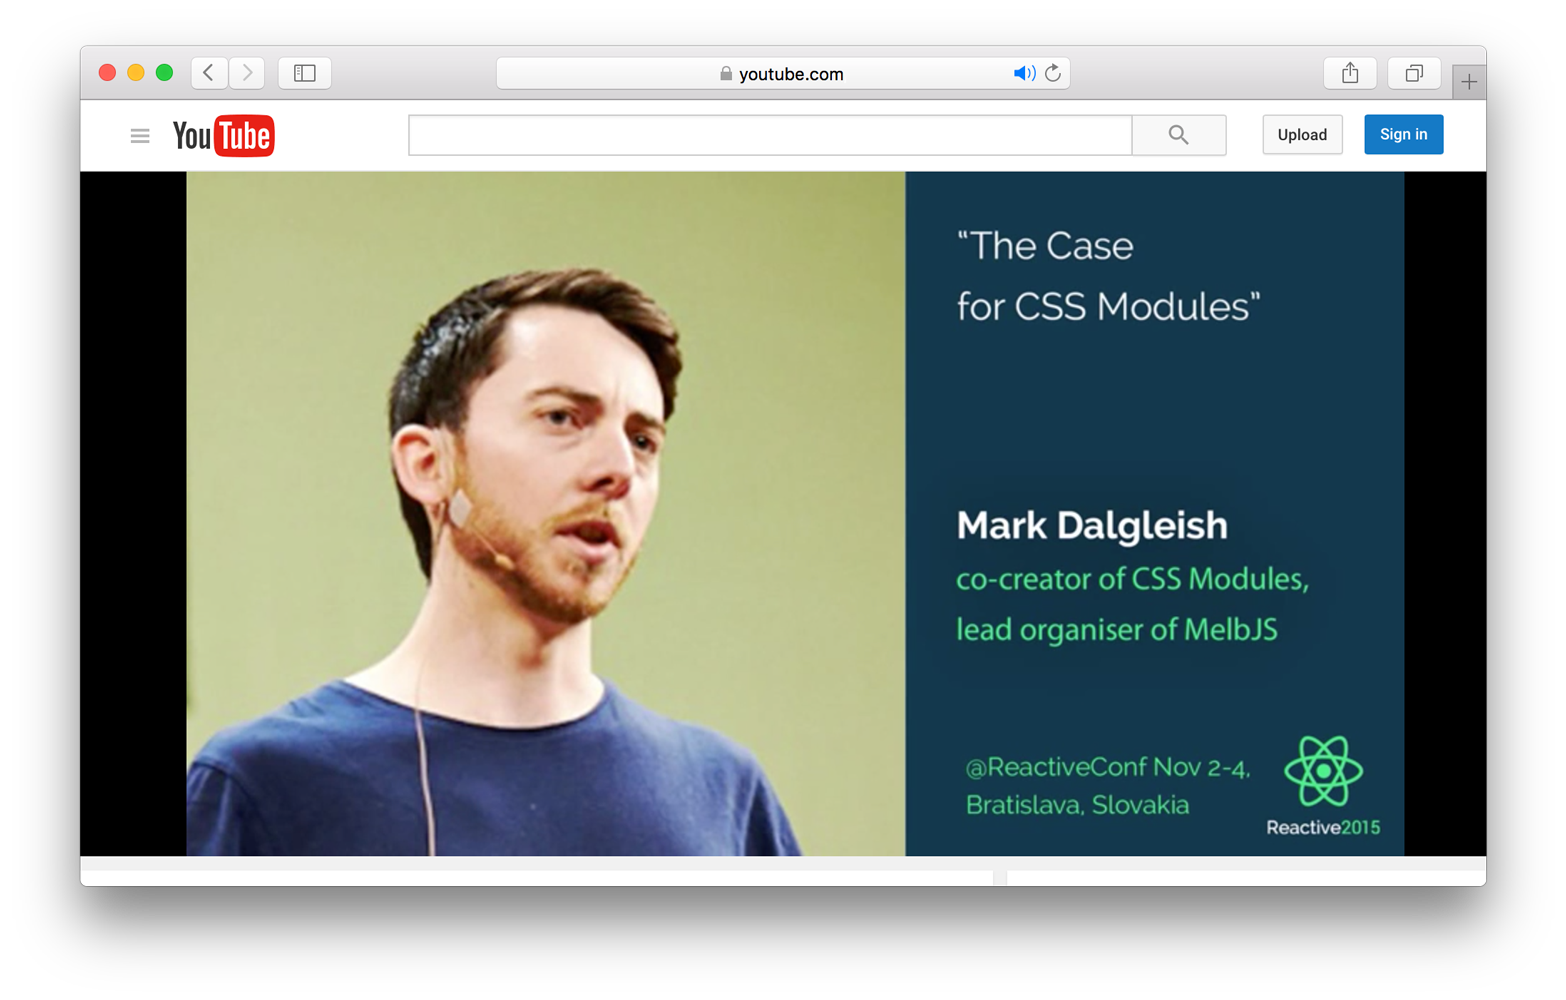 youtube.com
YouTube
Upload
Sign in
“The Case
for CSS Modules”
Mark Dalgleish
co-creator of CSS Modules,
lead organiser of MelbJS
@ReactiveConf Nov 2-4,
Bratislava, Slovakia
Reactive2015